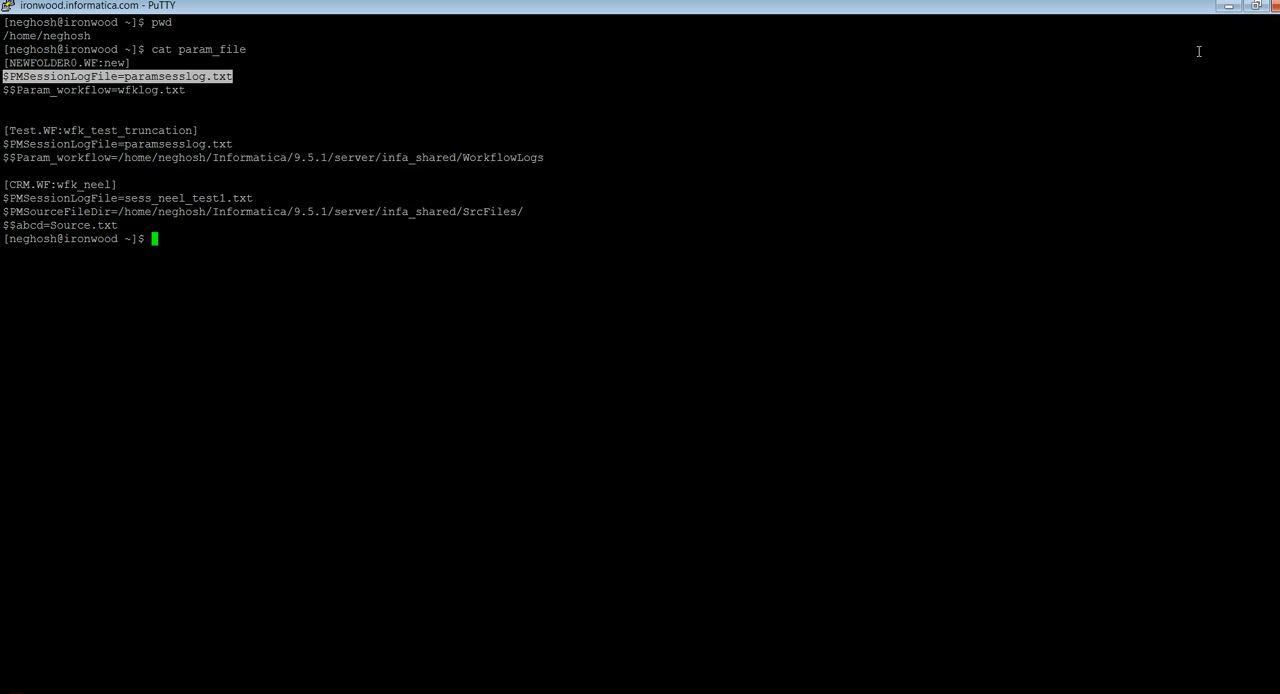 ironwood.informatica.com - PuTTY
[neghosh@ironwood ~]$ pwd
/home/neghosh
[neghosh@ironwood ~]$ cat param_file
[NEWFOLDER0.WF:new]
$PMSessionLogFile=paramsesslog.txt
$$Param_workflow=wfklog.txt
[Test.WF:wfk_test_truncation]
$PMSessionLogFile=paramsesslog.txt
$$Param_workflow=/home/neghosh/Informatica/9.5.1/server/infa_shared/WorkflowLogs
[CRM.WF:wfk_neel]
$PMSessionLogFile=sess_neel_test1.txt
$PMSourceFileDir=/home/neghosh/Informatica/9.5.1/server/infa_shared/SrcFiles/
$$abcd=Source.txt
[neghosh@ironwood ~]$